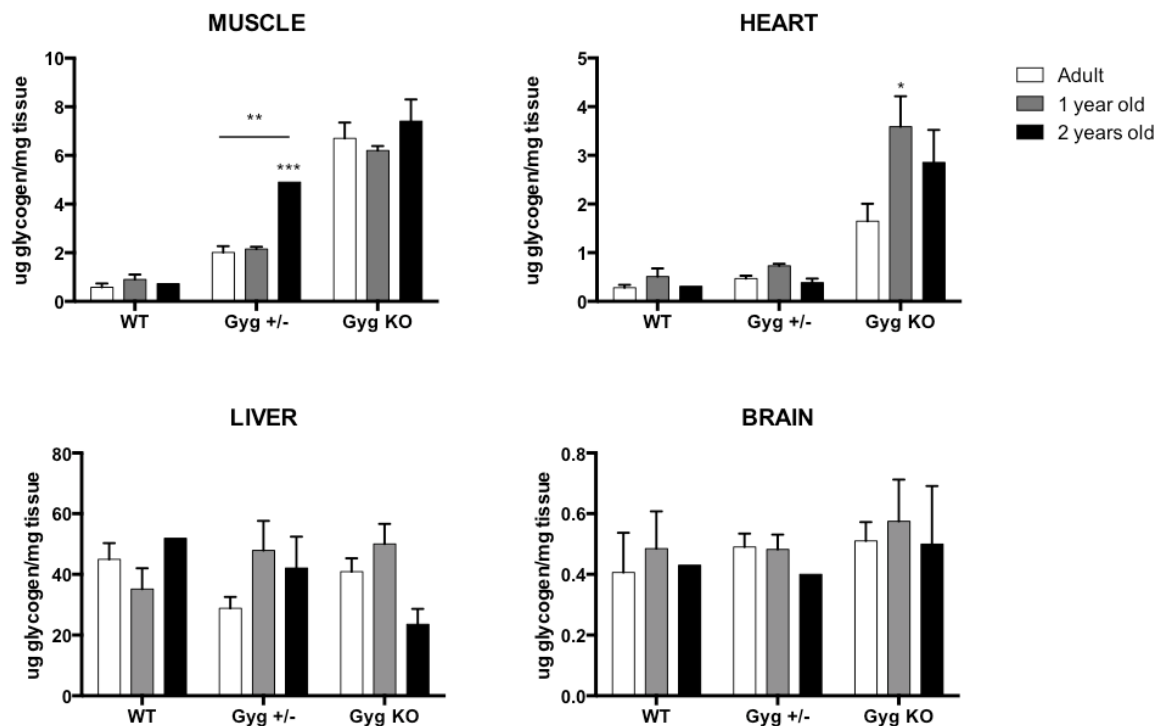 MUSCLE
ug glycogen/mg tissue
10
8
6
4
2
0
**
***
WT
Gyg +/-
Gyg KO
HEART
ug glycogen/mg tissue
5
4
3
2
1
0
*
WT
Gyg +/-
Gyg KO
Adult
1 year old
2 years old
LIVER
ug glycogen/mg tissue
80
60
40
20
0
WT
Gyg +/-
Gyg KO
BRAIN
ug glycogen/mg tissue
0.8
0.6
0.4
0.2
0.0
WT
Gyg +/-
Gyg KO